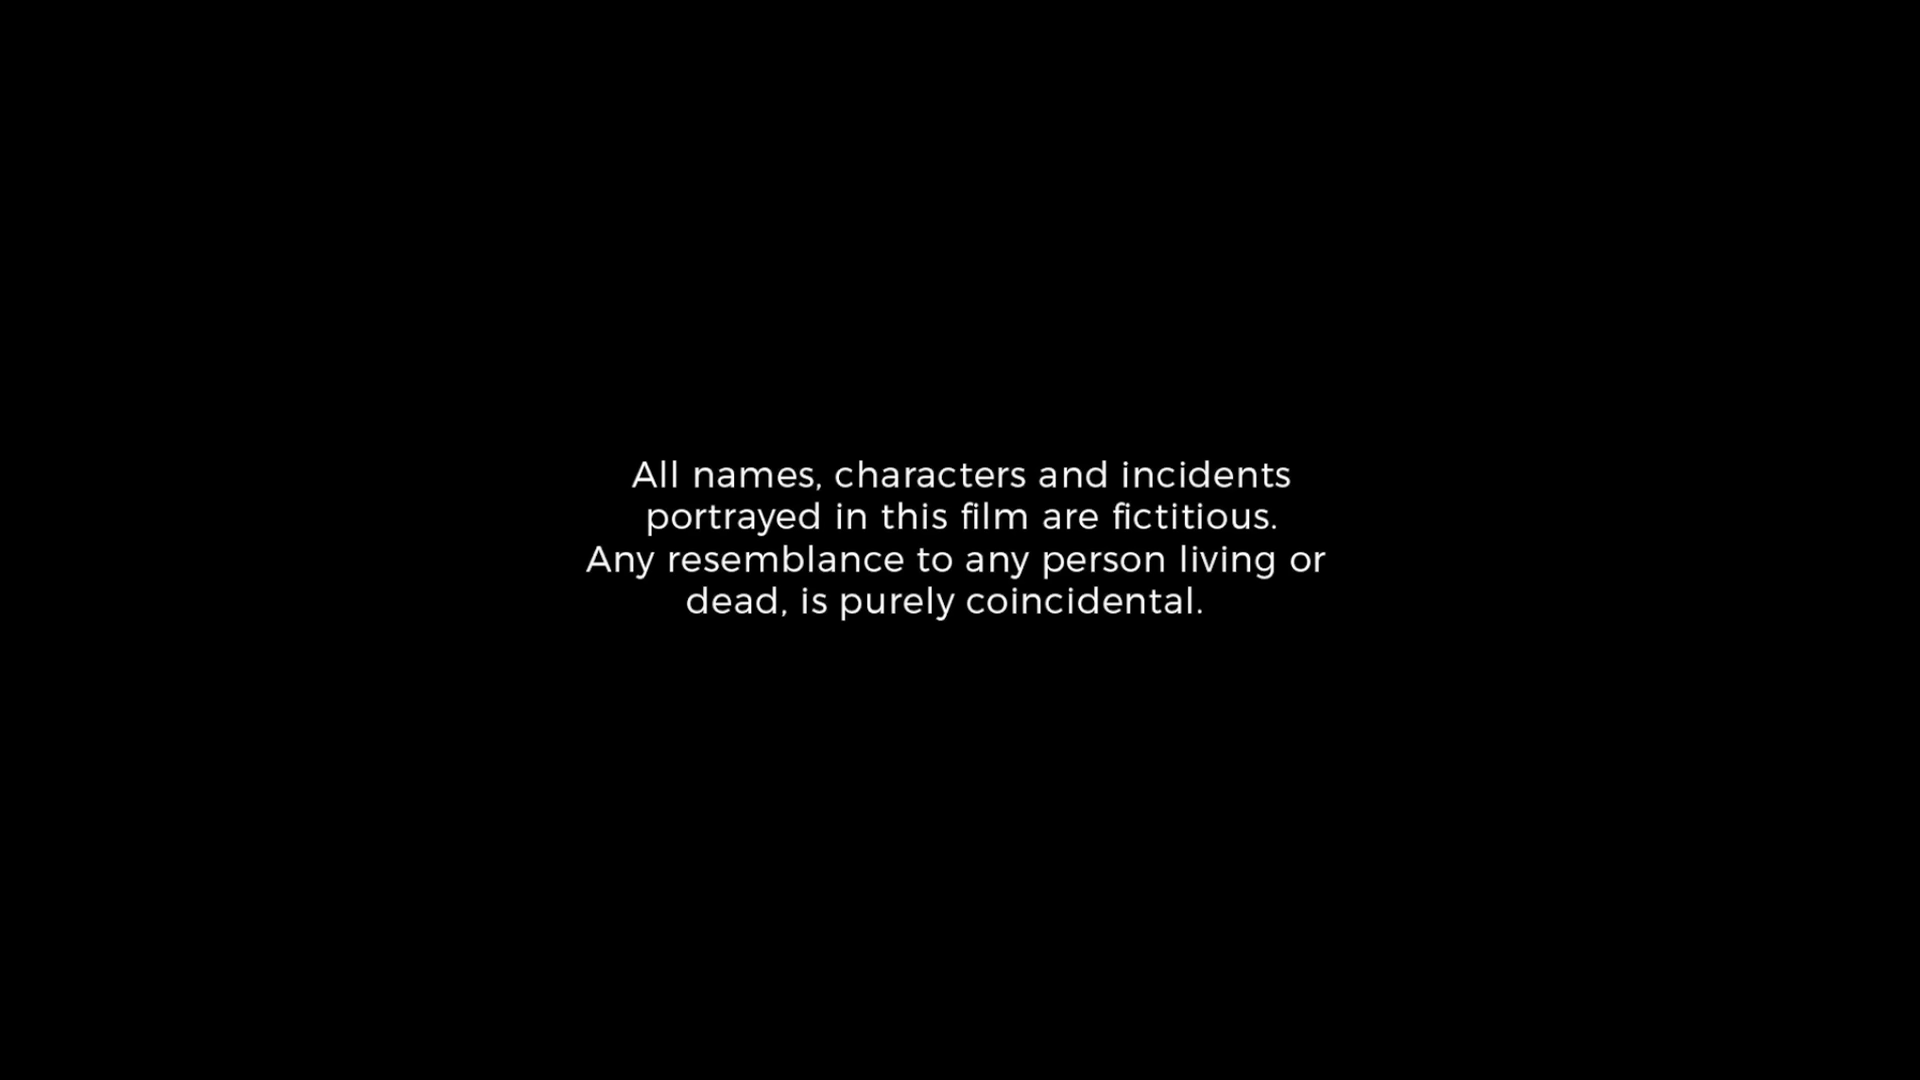 All names, characters and incidents
portrayed in this film are fictitious.
Any resemblance to any person living or
dead, is purely coincidental.